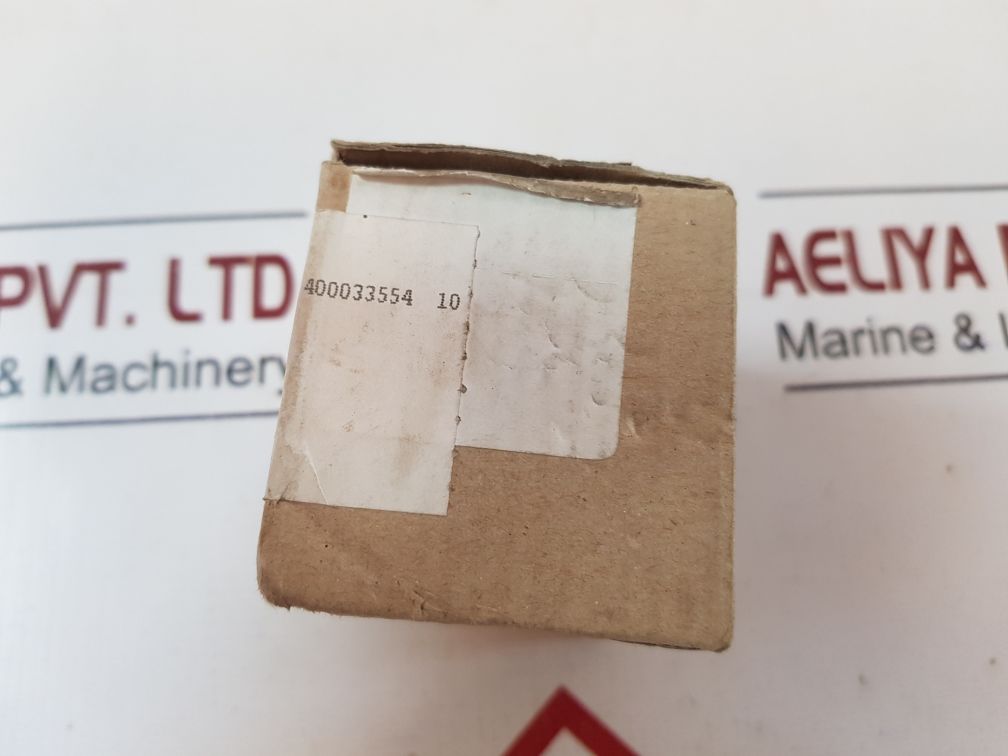 PVT. LTD
& Machinery
400033554 10
AELIYA
Marine &